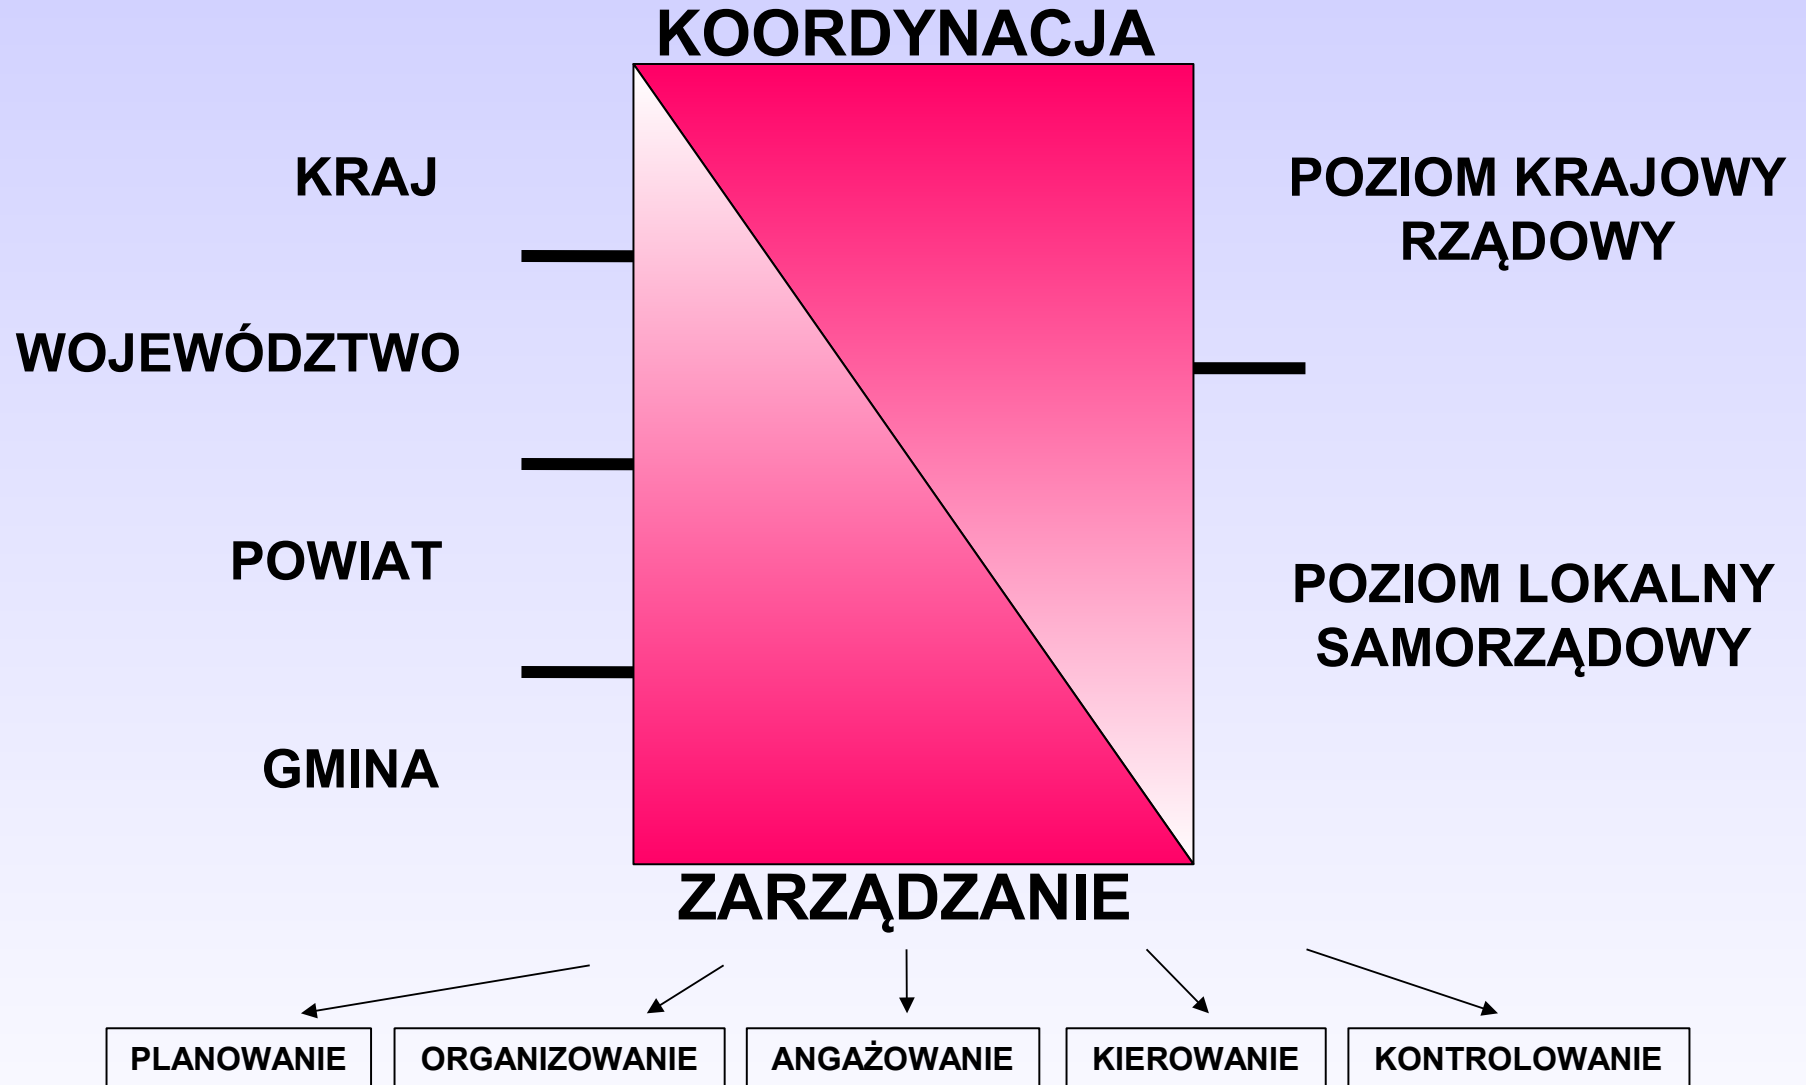 KOORDYNACJA
KRAJ
POZIOM KRAJOWY
RZĄDOWY
WOJEWÓDZTWO
POWIAT
POZIOM LOKALNY
SAMORZĄDOWY
GMINA
ZARZĄDZANIE
PLANOWANIE
ORGANIZOWANIE
ANGAŻOWANIE
KIEROWANIE
KONTROLOWANIE